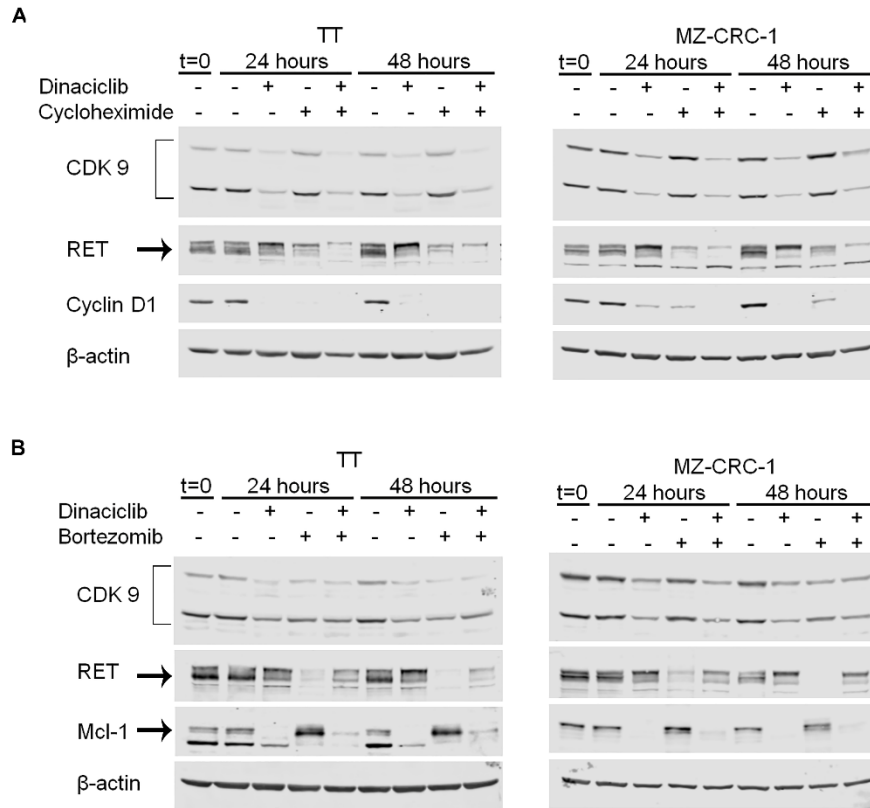 A
TT
MZ-CRC-1
t=0 24 hours 48 hours
t=0 24 hours 48 hours
Dinaciclib - - + - + - + - +
- - + - + - + - +
Cycloheximide - - - + + - - + +
- - - + + - - + +
CDK 9
RET
Cyclin D1
β-actin
B
TT
MZ-CRC-1
t=0 24 hours 48 hours
t=0 24 hours 48 hours
Dinaciclib - - + - + - + - +
- - + - + - + - +
Bortezomib - - - + + - - + +
- - - + + - - + +
CDK 9
RET
Mcl-1
β-actin